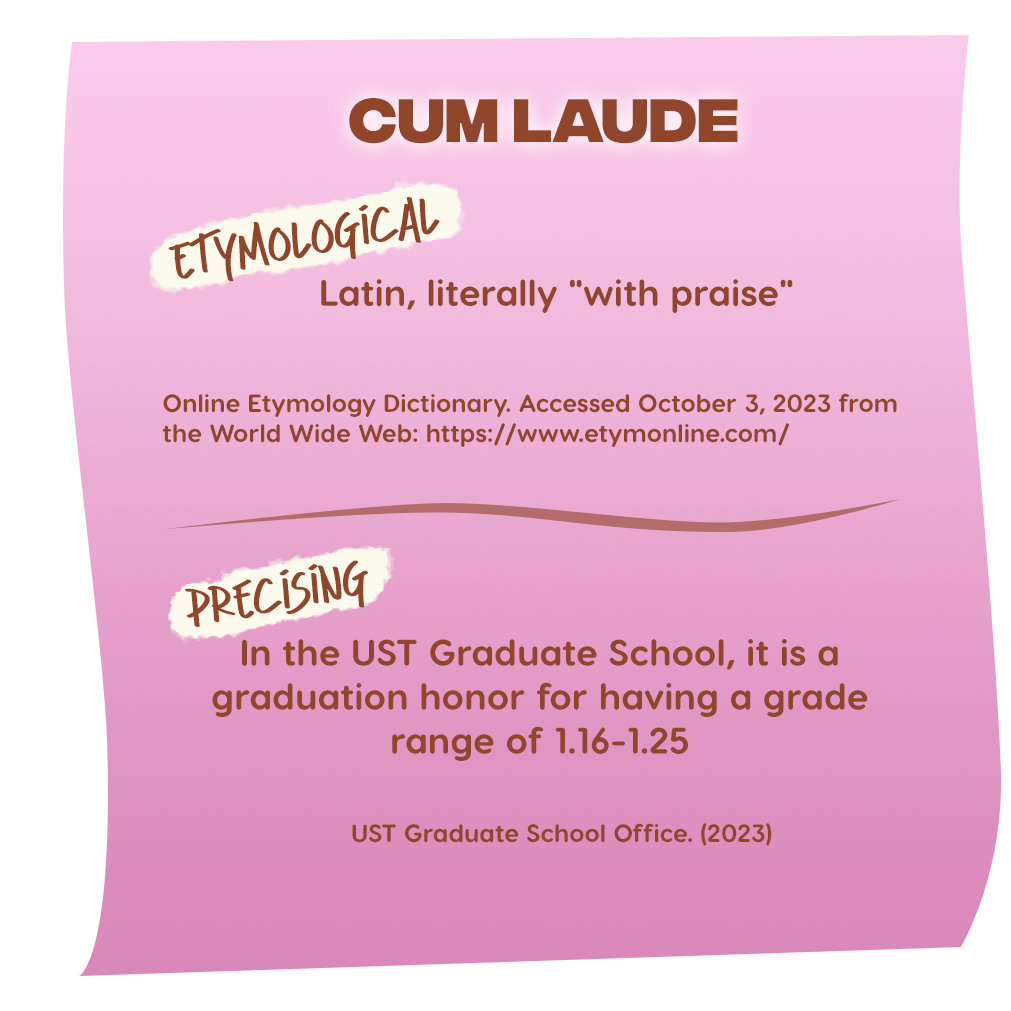 CUM LAUDE
ETYMOLOGICAL
Latin, literally "with praise"
Online Etymology Dictionary. Accessed October 3, 2023 from
the World Wide Web: https://www.etymonline.com/
PRECISING
In the UST Graduate School, it is a
graduation honor for having a grade
range of 1.16-1.25
UST Graduate School Office. (2023)